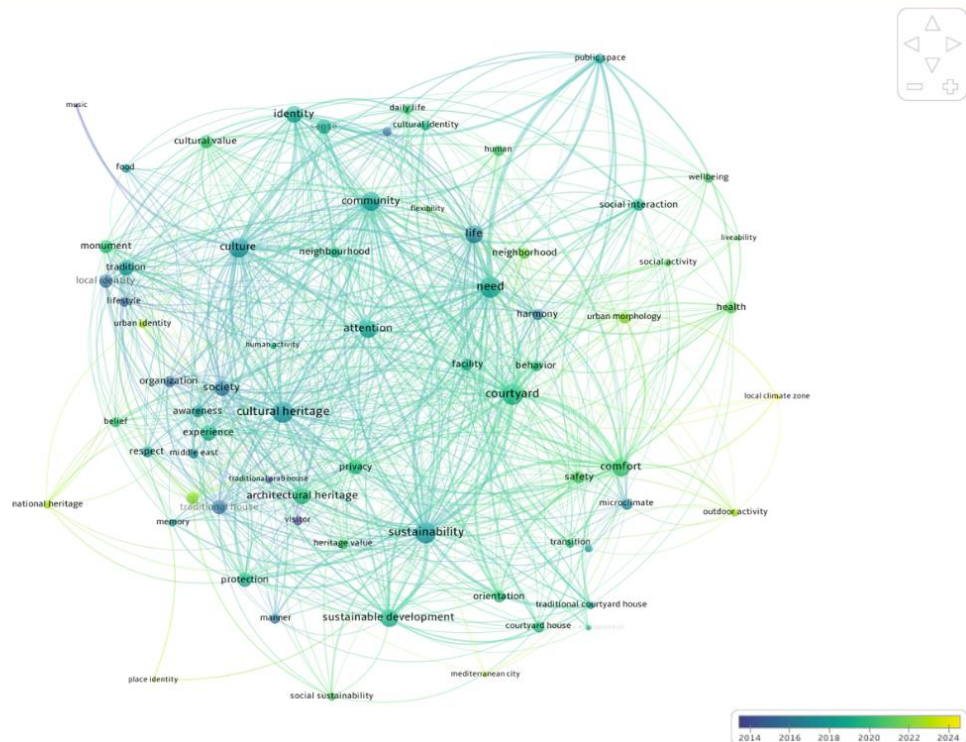 public space
music
daily life
identity
sense
cultural identity
cultural value
human
food
wellbeing
community
flexibility
social interaction
life
liveability
monument
culture
neighbourhood
neighborhood
social activity
tradition
local identity
need
lifestyle
health
harmony
urban morphology
urban identity
attention
human activity
facility
behavior
organization
society
courtyard
local climate zone
awareness
cultural heritage
belief
experience
respect
middle east
privacy
comfort
safety
traditional arab house
architectural heritage
national heritage
traditional house
microclimate
outdoor activity
memory
visitor
sustainability
heritage value
transition
protection
orientation
traditional courtyard house
manner
sustainable development
courtyard house
mediterranean city
place identity
social sustainability
2014 2016 2018 2020 2022 2024